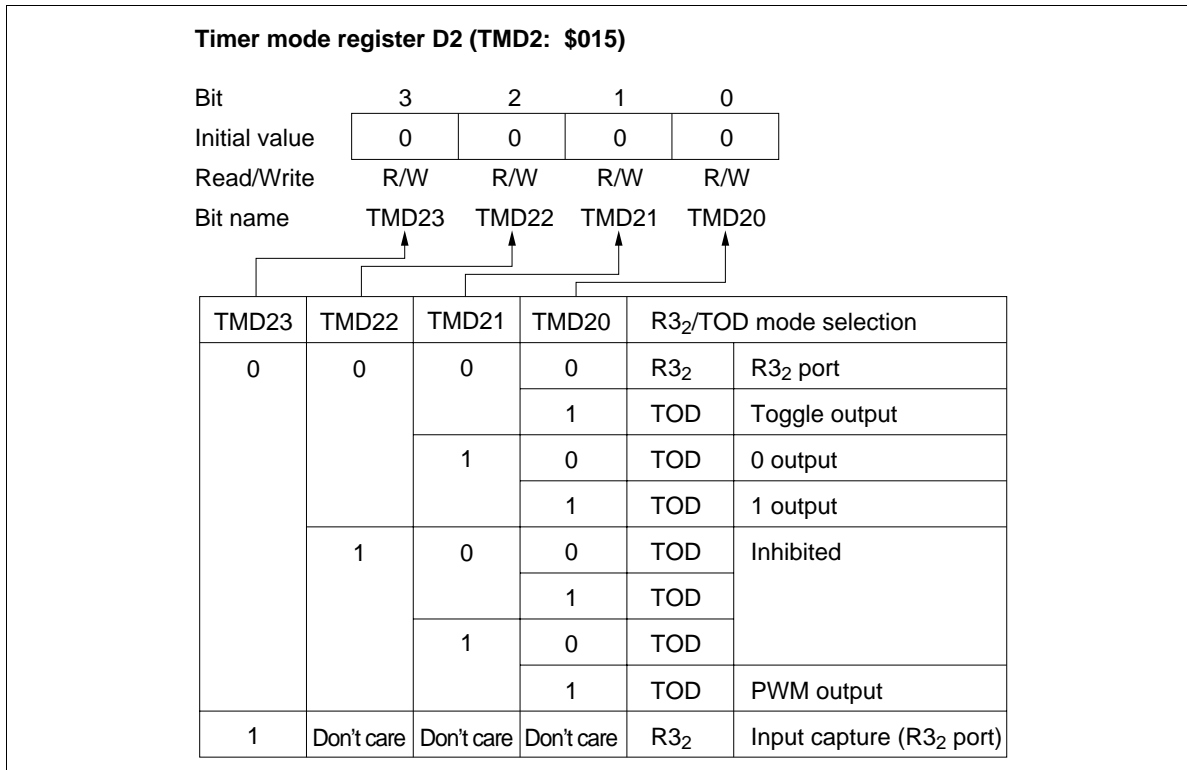 Timer mode register D2 (TMD2: $015)
Bit 3 2 1 0
Initial value 0 0 0 0
Read/Write R/W R/W R/W R/W
Bit name TMD23 TMD22 TMD21 TMD20
TMD23 TMD22 TMD21 TMD20 R3₂/TOD mode selection
0 0 0 0 R3₂ R3₂ port
1 TOD Toggle output
1 0 TOD 0 output
1 TOD 1 output
1 0 0 TOD Inhibited
1 TOD
1 0 TOD
1 TOD PWM output
1 Don't care Don't care Don't care R3₂ Input capture (R3₂ port)